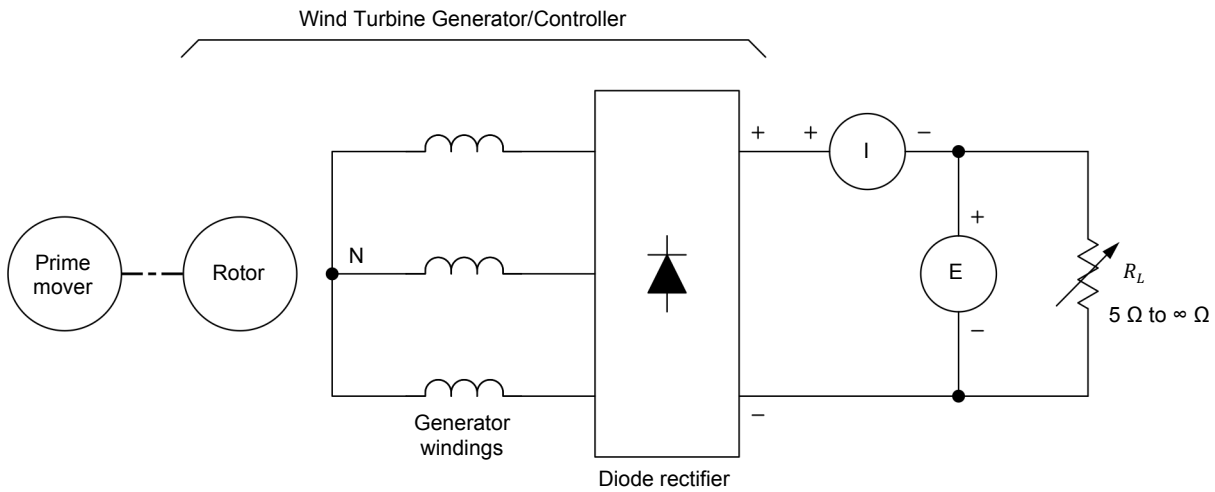 Wind Turbine Generator/Controller
+
+
I
−
Prime
mover
Rotor
N
+
E
−
R_L
5 Ω to ∞ Ω
Generator
windings
−
Diode rectifier